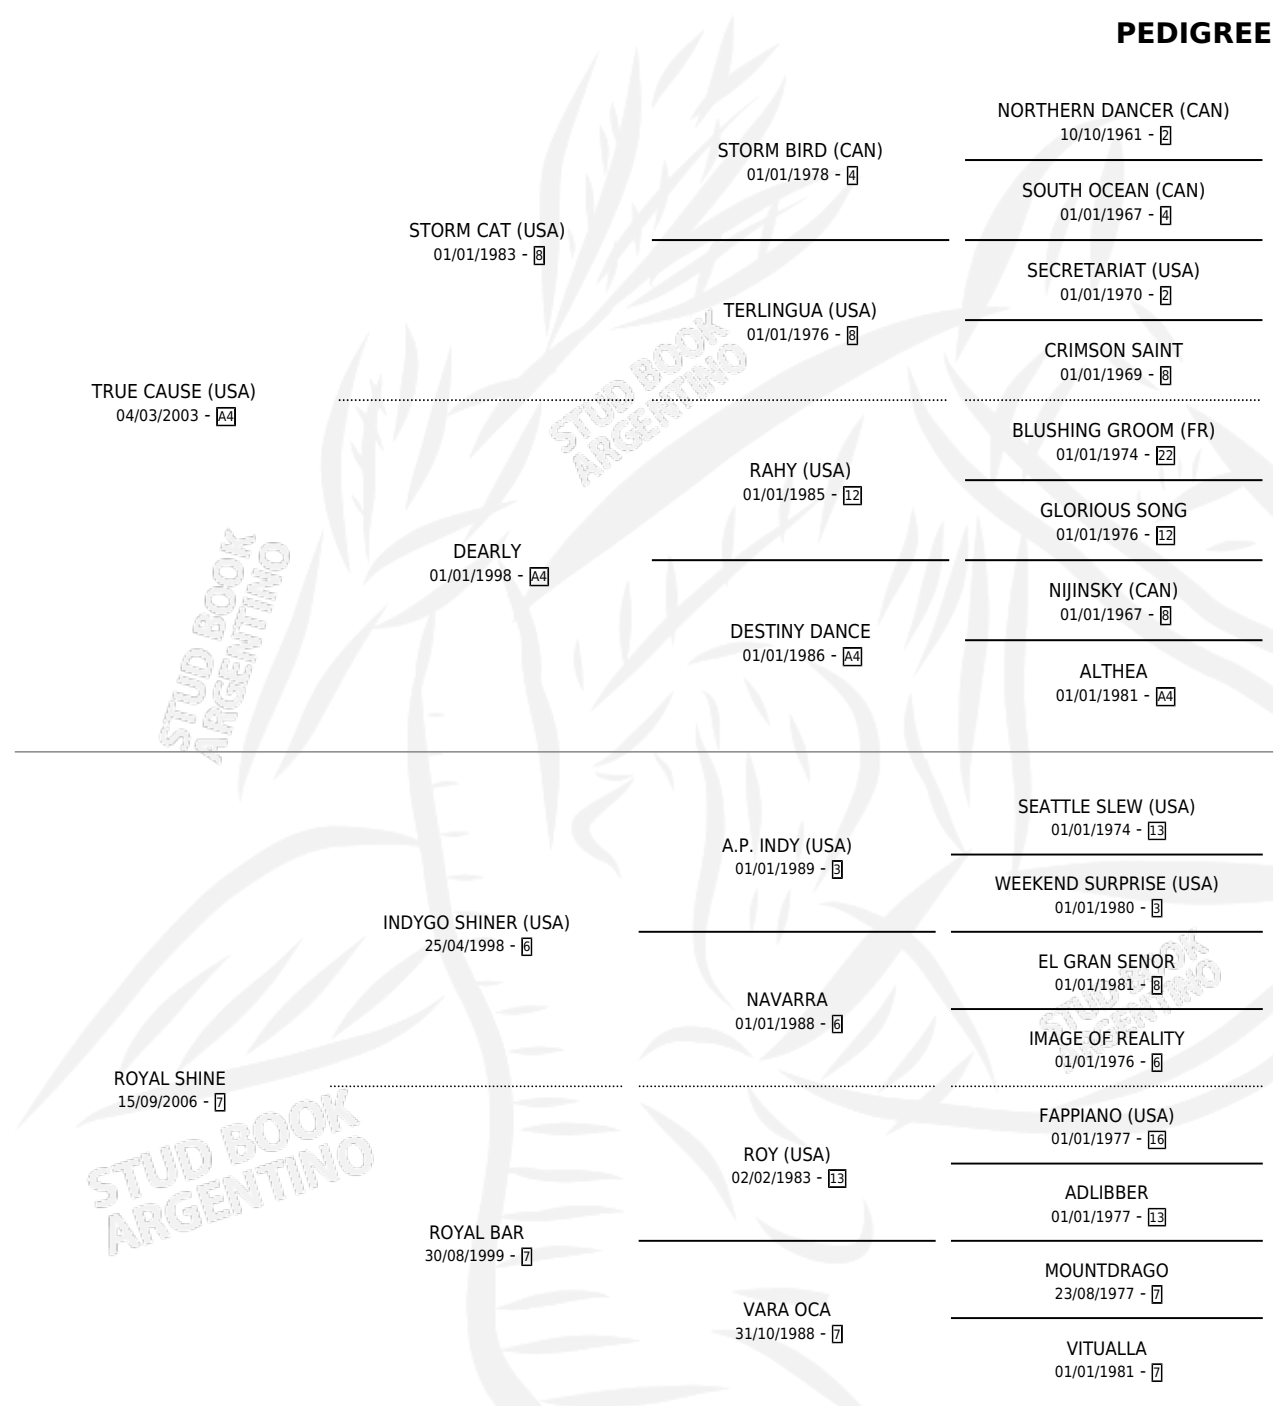 PEDIGREE
NORTHERN DANCER (CAN)
10/10/1961 - 2
STORM BIRD (CAN)
01/01/1978 - 4
SOUTH OCEAN (CAN)
01/01/1967 - 4
STORM CAT (USA)
01/01/1983 - 8
SECRETARIAT (USA)
01/01/1970 - 2
TERLINGUA (USA)
01/01/1976 - 8
CRIMSON SAINT
01/01/1969 - 8
TRUE CAUSE (USA)
04/03/2003 - A4
BLUSHING GROOM (FR)
01/01/1974 - 22
RAHY (USA)
01/01/1985 - 12
GLORIOUS SONG
01/01/1976 - 12
DEARLY
01/01/1998 - A4
NIJINSKY (CAN)
01/01/1967 - 8
DESTINY DANCE
01/01/1986 - A4
ALTHEA
01/01/1981 - A4
SEATTLE SLEW (USA)
01/01/1974 - 13
A.P. INDY (USA)
01/01/1989 - 3
WEEKEND SURPRISE (USA)
01/01/1980 - 3
INDYGO SHINER (USA)
25/04/1998 - 6
EL GRAN SENOR
01/01/1981 - 8
NAVARRA
01/01/1988 - 6
IMAGE OF REALITY
01/01/1976 - 6
ROYAL SHINE
15/09/2006 - 7
FAPPIANO (USA)
01/01/1977 - 16
ROY (USA)
02/02/1983 - 13
ADLIBBER
01/01/1977 - 13
ROYAL BAR
30/08/1999 - 7
MOUNTDRAGO
23/08/1977 - 7
VARA OCA
31/10/1988 - 7
VITUALLA
01/01/1981 - 7
STUD BOOK
ARGENTINO
STUD BOOK
ARGENTINO
STUD BOOK
ARGENTINO
STUD BOOK
ARGENTINO